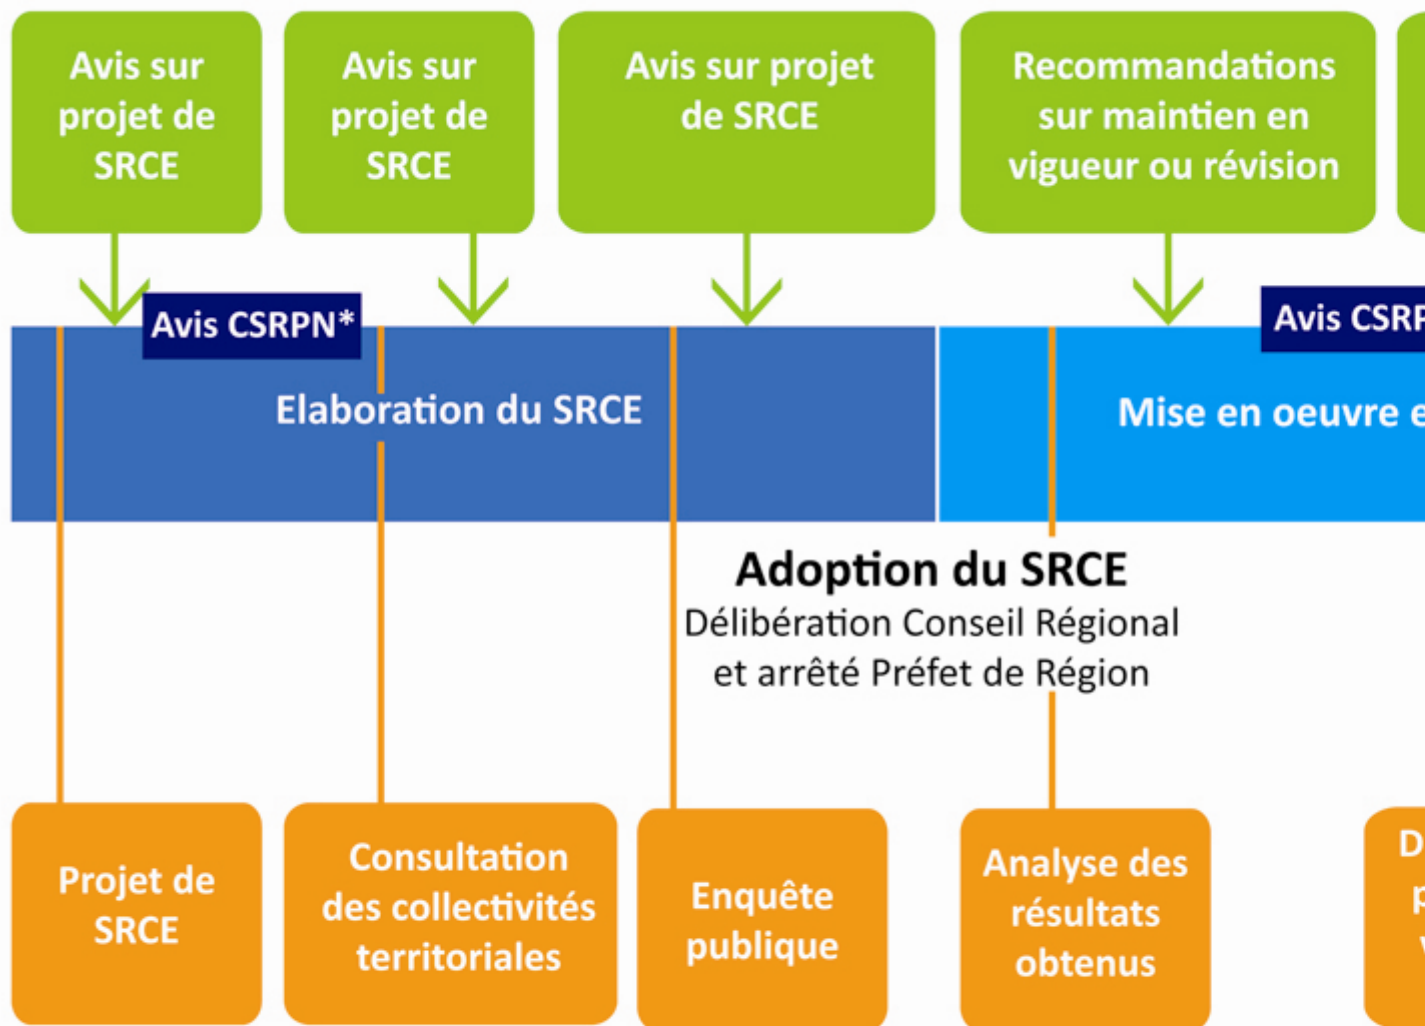 Avis sur
projet de
SRCE
Avis sur
projet de
SRCE
Avis sur projet
de SRCE
Recommandations
sur maintien en
vigueur ou révision
Avis CSRPN*
Avis
Elaboration du SRCE
Mise en oeuvre
Adoption du SRCE
Délibération Conseil Régional
et arrêté Préfet de Région
Projet de
SRCE
Consultation
des collectivités
territoriales
Enquête
publique
Analyse des
résultats
obtenus